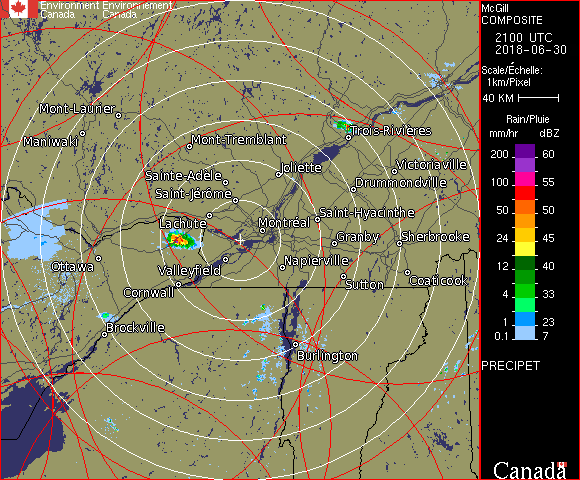 Environment Environnement
Canada Canada
McGill
COMPOSITE
2100 UTC
2018-06-30
Scale/Échelle:
1km/Pixel
40 KM
Rain/Pluie
mm/hr dBZ
200 60
100 55
50 50
24 45
12 40
4 33
1 23
0.1 7
PRECIPET
Canada
Mont-Laurier
Maniwaki
Mont-Tremblant
Trois-Rivières
Joliette
Victoriaville
Sainte-Adèle
Drummondville
Saint-Jérôme
Saint-Hyacinthe
Lachute
Montréal
Granby
Sherbrooke
Ottawa
Valleyfield
Napierville
Coaticook
Sutton
Cornwall
Brockville
Burlington